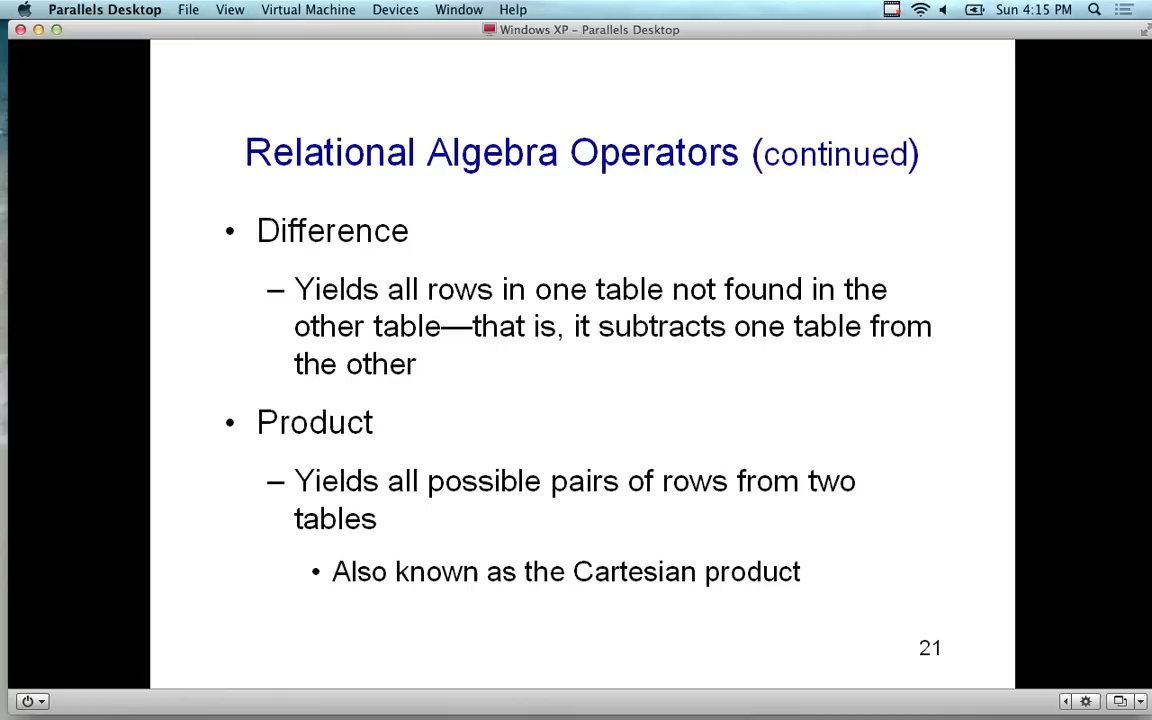 Parallels Desktop File View Virtual Machine Devices Window Help Sun 4:15 PM
Windows XP – Parallels Desktop
Relational Algebra Operators (continued)
• Difference
– Yields all rows in one table not found in the
other table—that is, it subtracts one table from
the other
• Product
– Yields all possible pairs of rows from two
tables
• Also known as the Cartesian product
21